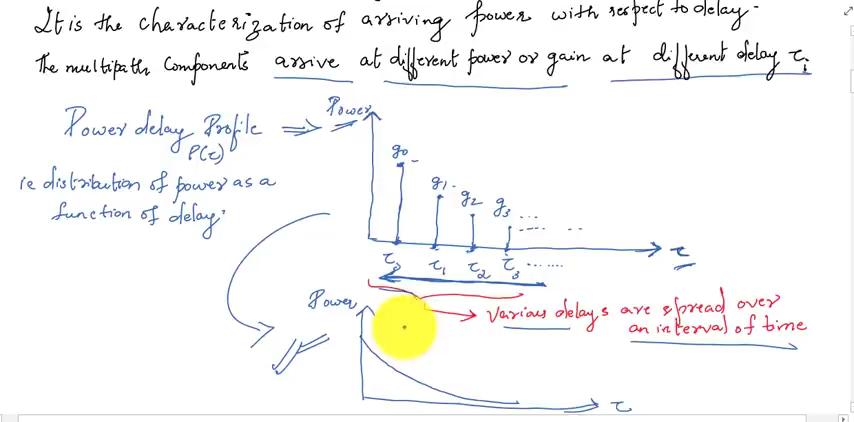 It is the characterization of arriving power with respect to delay.
The multipath components arrive at different power or gain at different delay τi
Power delay Profile
P(τ)
ie distribution of power as a
function of delay.
Power
g0
g1
g2
g3 ....
τ0 τ1 τ2 τ3 .......
τ
Various delays are spread over
an interval of time
Power
τ